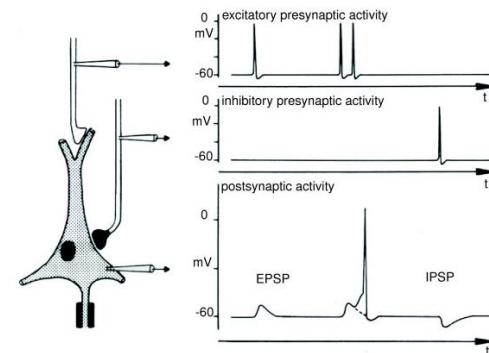 0
mV
-60
excitatory presynaptic activity
t
0
mV
-60
inhibitory presynaptic activity
t
postsynaptic activity
0
mV
-60
EPSP
IPSP
t